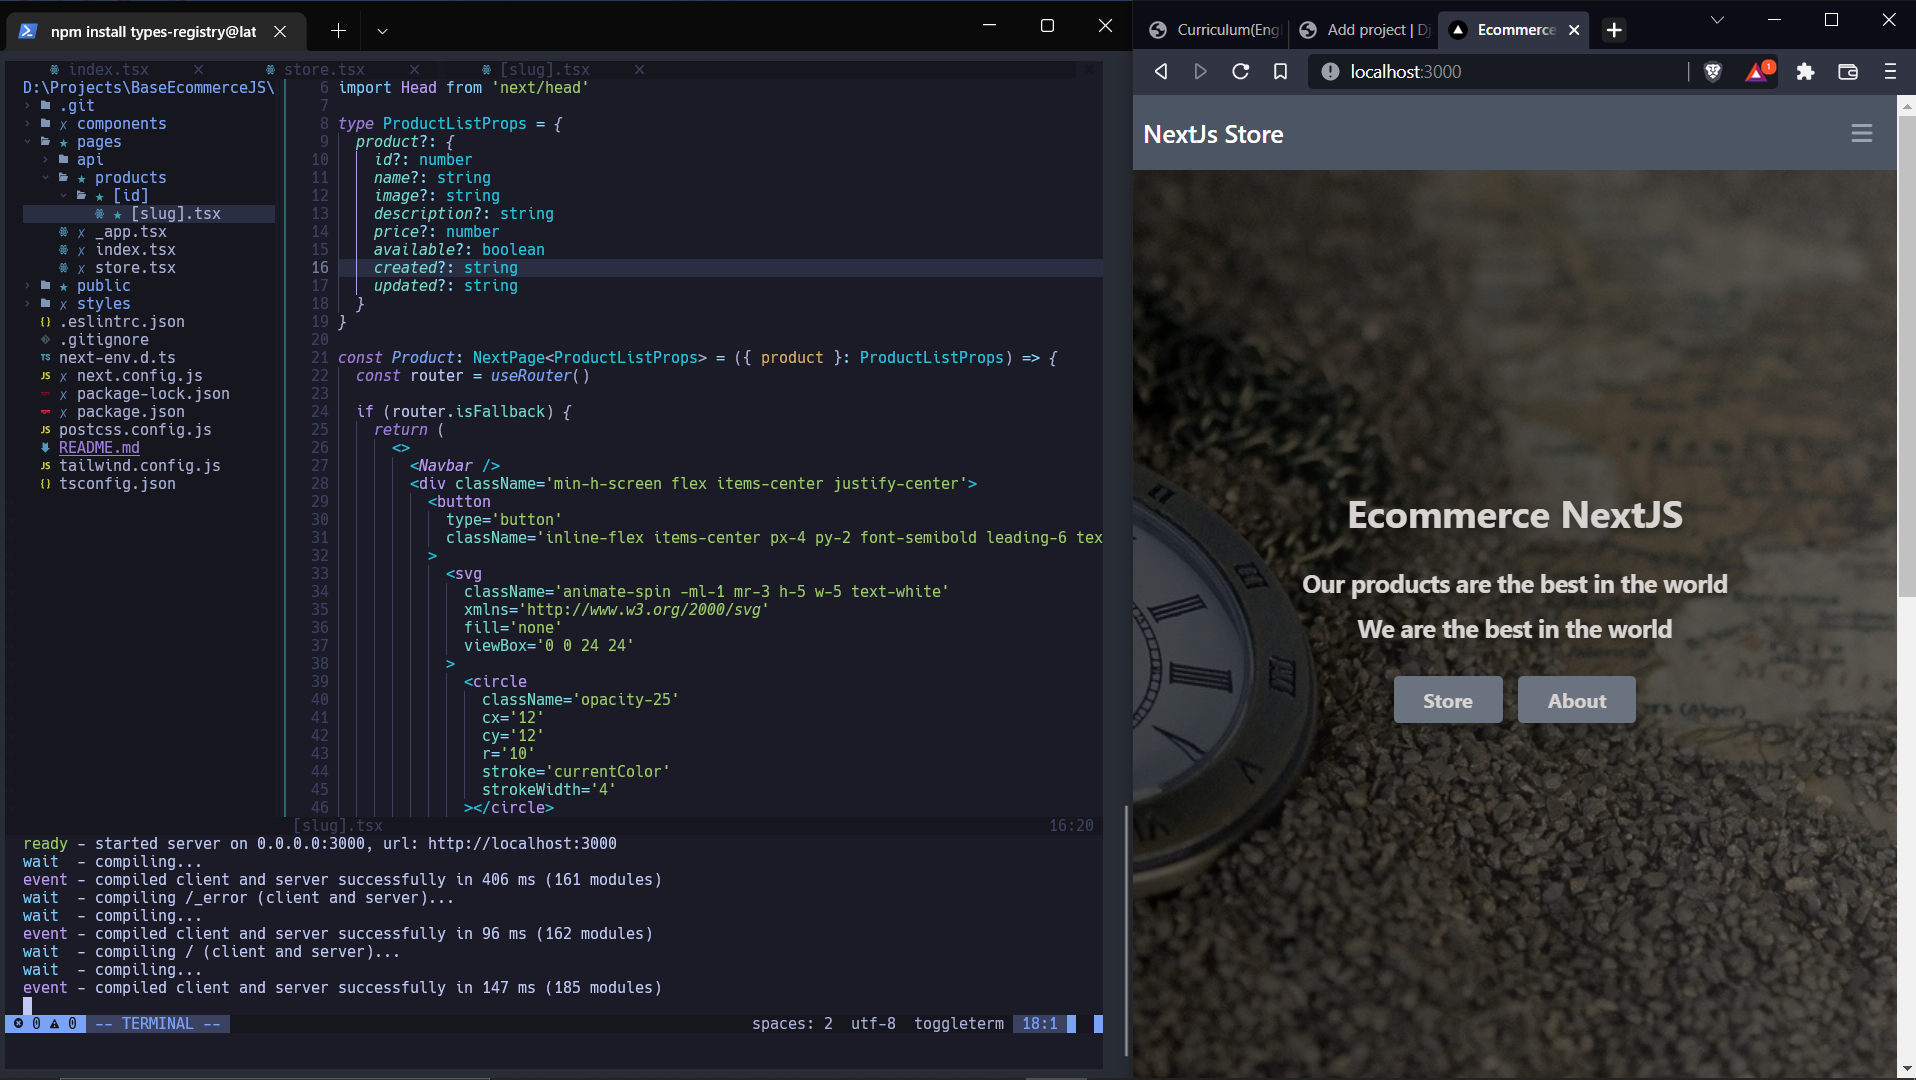 npm install types-registry@lat
index.tsx
store.tsx
[slug].tsx
D:\Projects\BaseEcommerceJS\
.git
components
pages
api
products
[id]
[slug].tsx
_app.tsx
index.tsx
store.tsx
public
styles
.eslintrc.json
.gitignore
next-env.d.ts
next.config.js
package-lock.json
package.json
postcss.config.js
README.md
tailwind.config.js
tsconfig.json
6 import Head from 'next/head'
7
8 type ProductListProps = {
9 product?: {
10 id?: number
11 name?: string
12 image?: string
13 description?: string
14 price?: number
15 available?: boolean
16 created?: string
17 updated?: string
18 }
19 }
20
21 const Product: NextPage<ProductListProps> = ({ product }: ProductListProps) => {
22 const router = useRouter()
23
24 if (router.isFallback) {
25 return (
26 <>
27 <Navbar />
28 <div className='min-h-screen flex items-center justify-center'>
29 <button
30 type='button'
31 className='inline-flex items-center px-4 py-2 font-semibold leading-6 tex
32 >
33 <svg
34 className='animate-spin -ml-1 mr-3 h-5 w-5 text-white'
35 xmlns='http://www.w3.org/2000/svg'
36 fill='none'
37 viewBox='0 0 24 24'
38 >
39 <circle
40 className='opacity-25'
41 cx='12'
42 cy='12'
43 r='10'
44 stroke='currentColor'
45 strokeWidth='4'
46 ></circle>
[slug].tsx 16:20
ready - started server on 0.0.0.0:3000, url: http://localhost:3000
wait - compiling...
event - compiled client and server successfully in 406 ms (161 modules)
wait - compiling /_error (client and server)...
wait - compiling...
event - compiled client and server successfully in 96 ms (162 modules)
wait - compiling / (client and server)...
wait - compiling...
event - compiled client and server successfully in 147 ms (185 modules)
0 0 -- TERMINAL -- spaces: 2 utf-8 toggleterm 18:1
Curriculum(Engl
Add project | Dj
Ecommerce
localhost:3000
1
NextJs Store
Ecommerce NextJS
Our products are the best in the world
We are the best in the world
Store
About